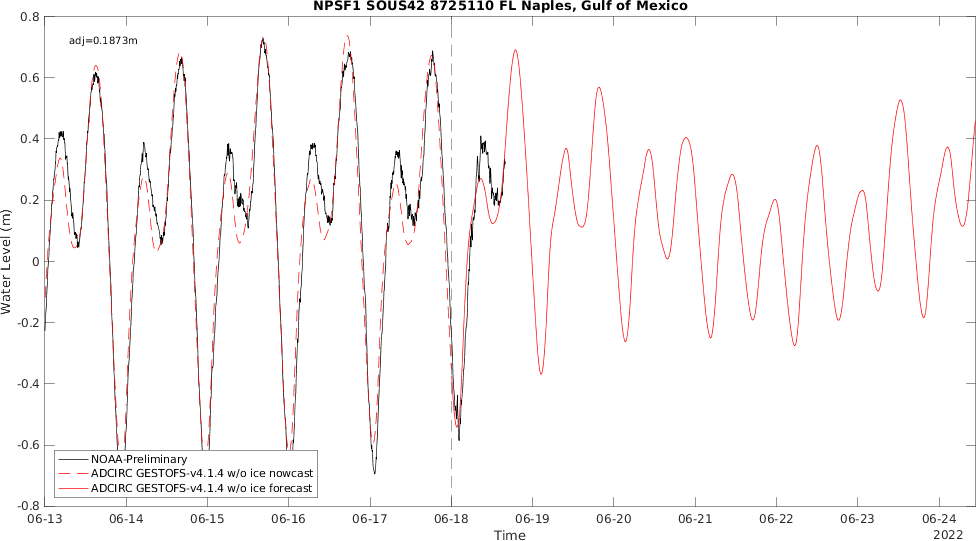 NPSF1 SOUS42 8725110 FL Naples, Gulf of Mexico
adj=0.1873m
0.8
0.6
0.4
0.2
0
-0.2
-0.4
-0.6
-0.8
Water Level (m)
NOAA-Preliminary
ADCIRC GESTOFS-v4.1.4 w/o ice nowcast
ADCIRC GESTOFS-v4.1.4 w/o ice forecast
06-13 06-14 06-15 06-16 06-17 06-18 06-19 06-20 06-21 06-22 06-23 06-24
Time
2022